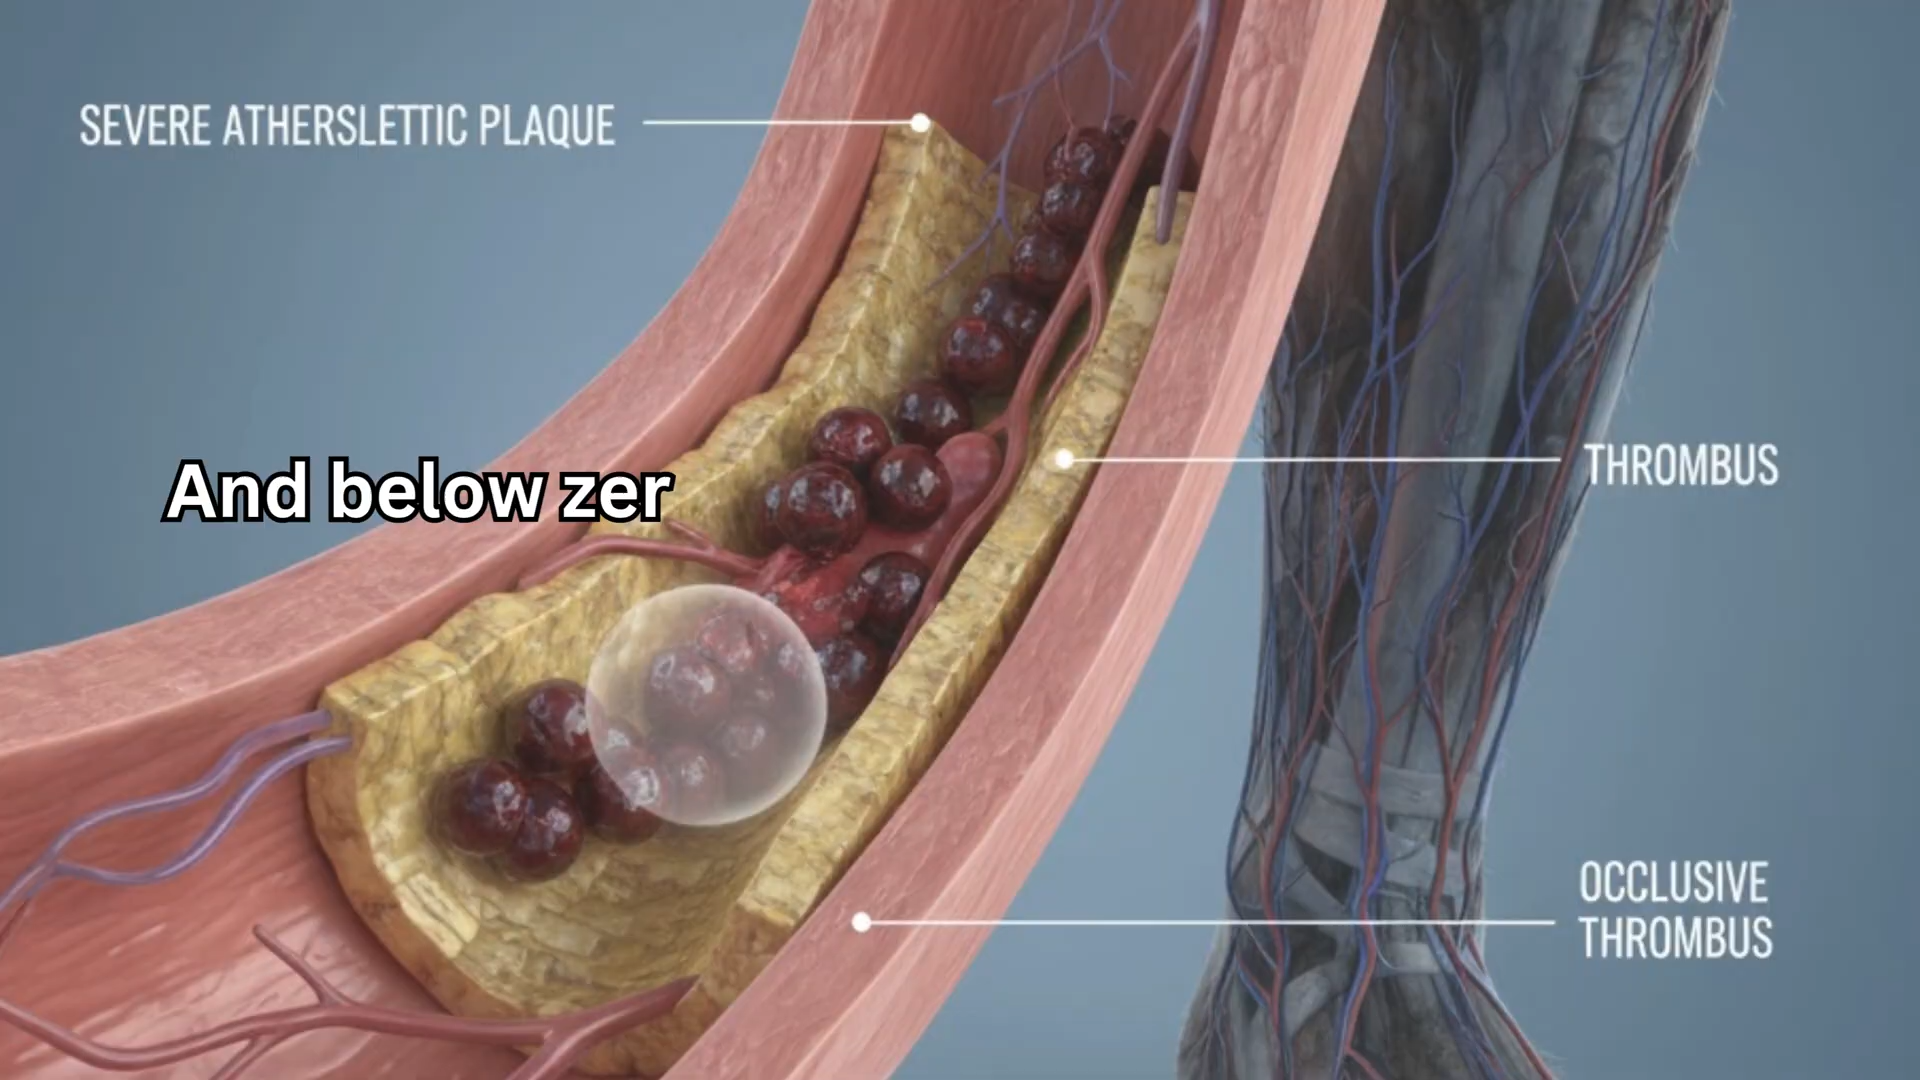 SEVERE ATHERSLETTIC PLAQUE
And below zer
THROMBUS
OCCLUSIVE
THROMBUS